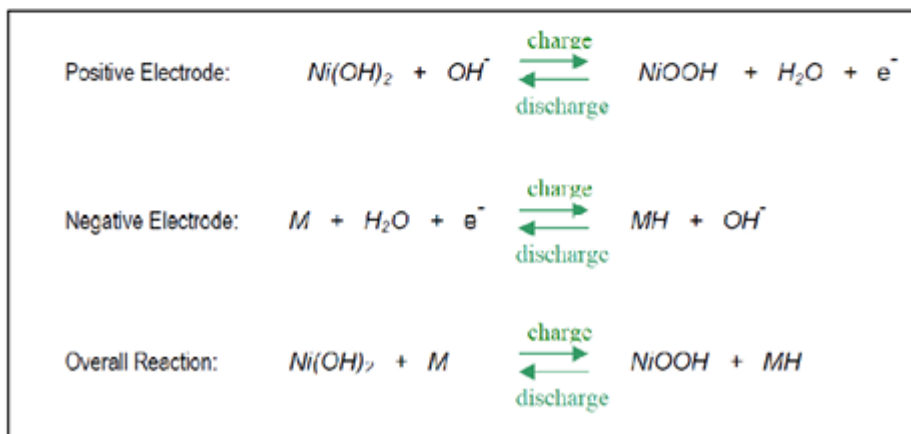 charge
Positive Electrode: Ni(OH)₂ + OH⁻ NiOOH + H₂O + e⁻
discharge
charge
Negative Electrode: M + H₂O + e⁻ MH + OH⁻
discharge
charge
Overall Reaction: Ni(OH)₂ + M NiOOH + MH
discharge